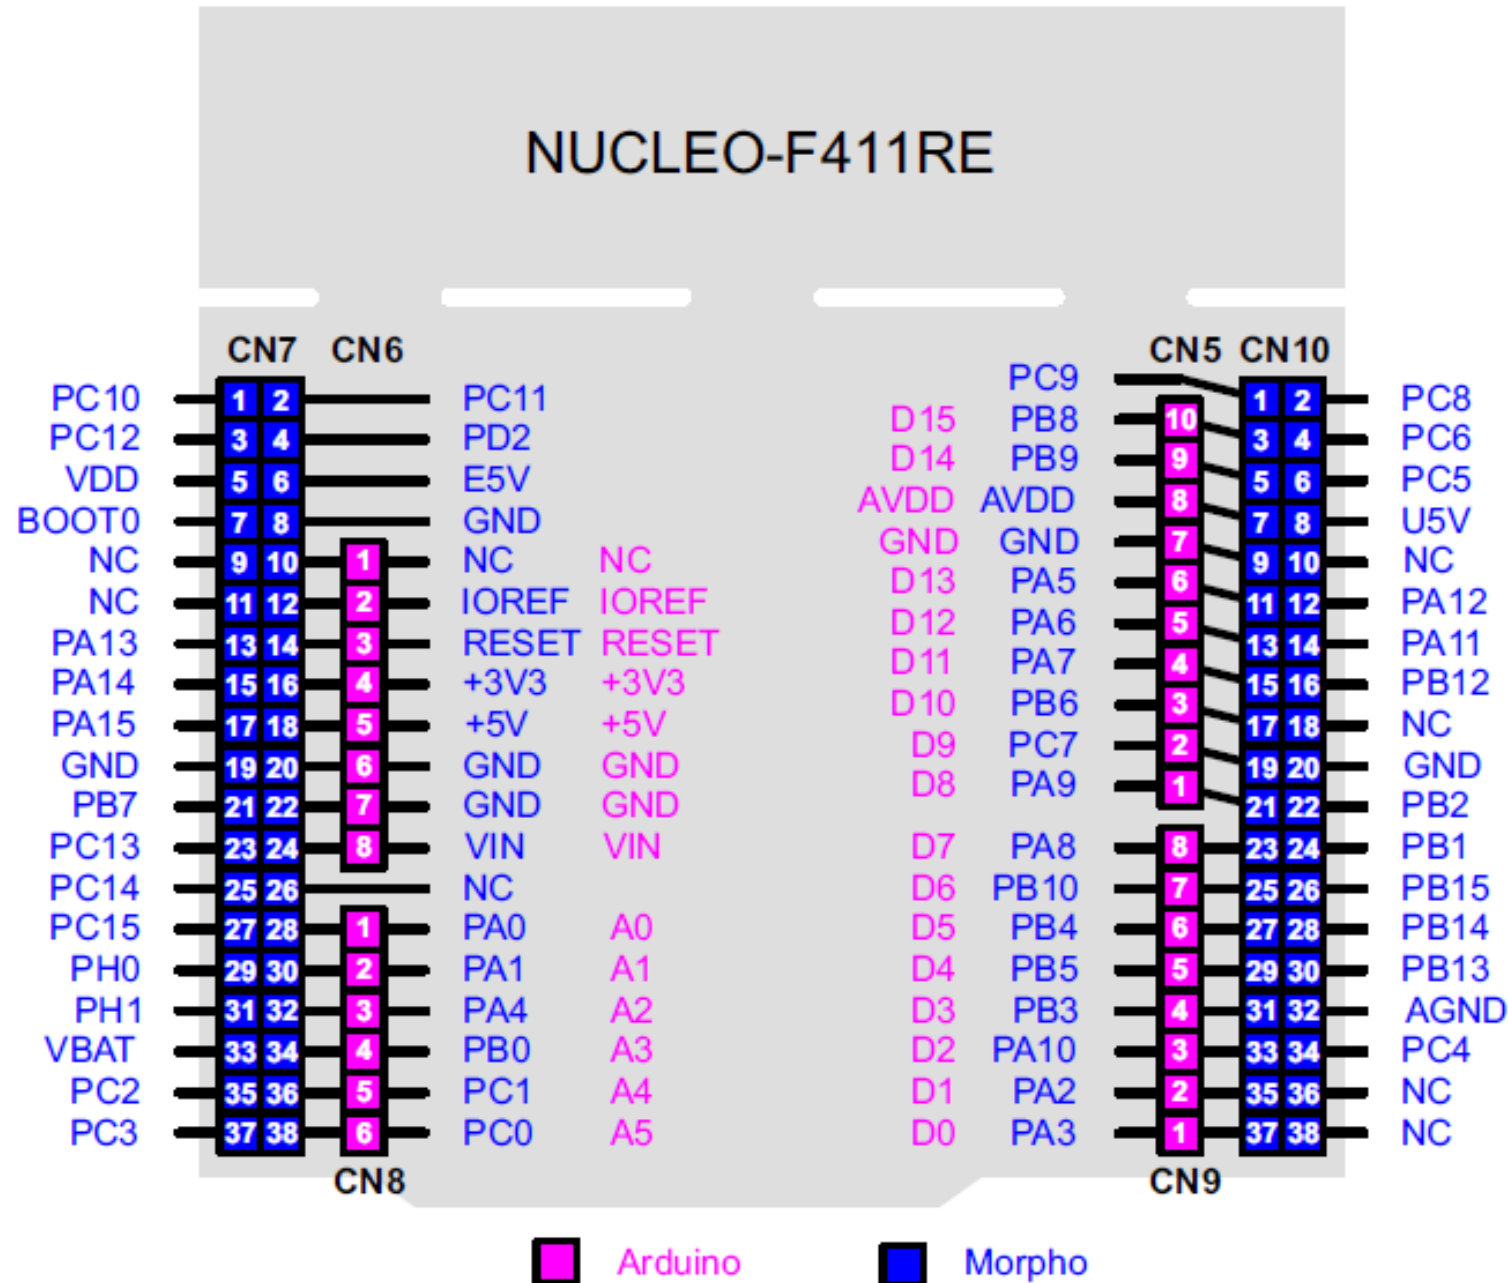 NUCLEO-F411RE
CN7 CN6 CN5 CN10
PC9
PC10 1 2 PC11 1 2 PC8
D15 PB8 10
PC12 3 4 PD2 3 4 PC6
D14 PB9 9
VDD 5 6 E5V 5 6 PC5
AVDD AVDD 8
BOOT0 7 8 GND 7 8 U5V
GND GND 7
NC 9 10 1 NC NC 9 10 NC
D13 PA5 6
NC 11 12 2 IOREF IOREF 11 12 PA12
D12 PA6 5
PA13 13 14 3 RESET RESET 13 14 PA11
D11 PA7 4
PA14 15 16 4 +3V3 +3V3 15 16 PB12
D10 PB6 3
PA15 17 18 5 +5V +5V 17 18 NC
D9 PC7 2
GND 19 20 6 GND GND 19 20 GND
D8 PA9 1
PB7 21 22 7 GND GND 21 22 PB2
PC13 23 24 8 VIN VIN D7 PA8 8 23 24 PB1
PC14 25 26 NC D6 PB10 7 25 26 PB15
PC15 27 28 1 PA0 A0 D5 PB4 6 27 28 PB14
PH0 29 30 2 PA1 A1 D4 PB5 5 29 30 PB13
PH1 31 32 3 PA4 A2 D3 PB3 4 31 32 AGND
VBAT 33 34 4 PB0 A3 D2 PA10 3 33 34 PC4
PC2 35 36 5 PC1 A4 D1 PA2 2 35 36 NC
PC3 37 38 6 PC0 A5 D0 PA3 1 37 38 NC
CN8 CN9
Arduino Morpho